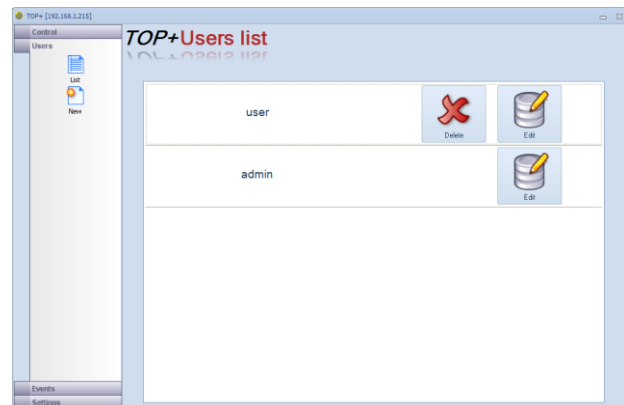 TOP+ [192.168.1.215]
Control
Users
List
New
TOP+Users list
user
Delete
Edit
admin
Edit
Events
Settings